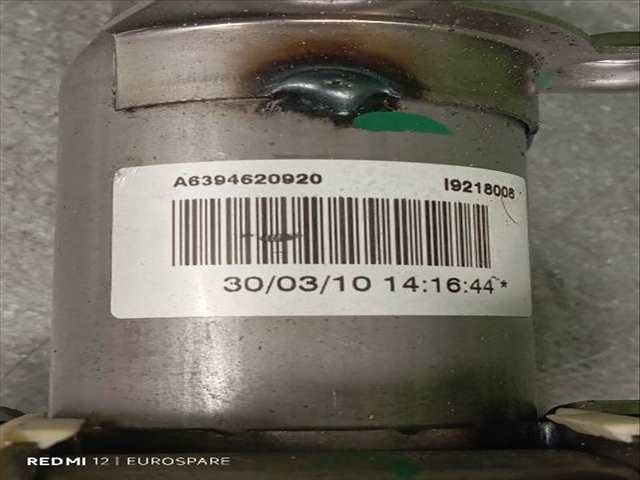 A6394620920 I9218008
30/03/10 14:16:44 *
REDMI 12 | EUROSPARE